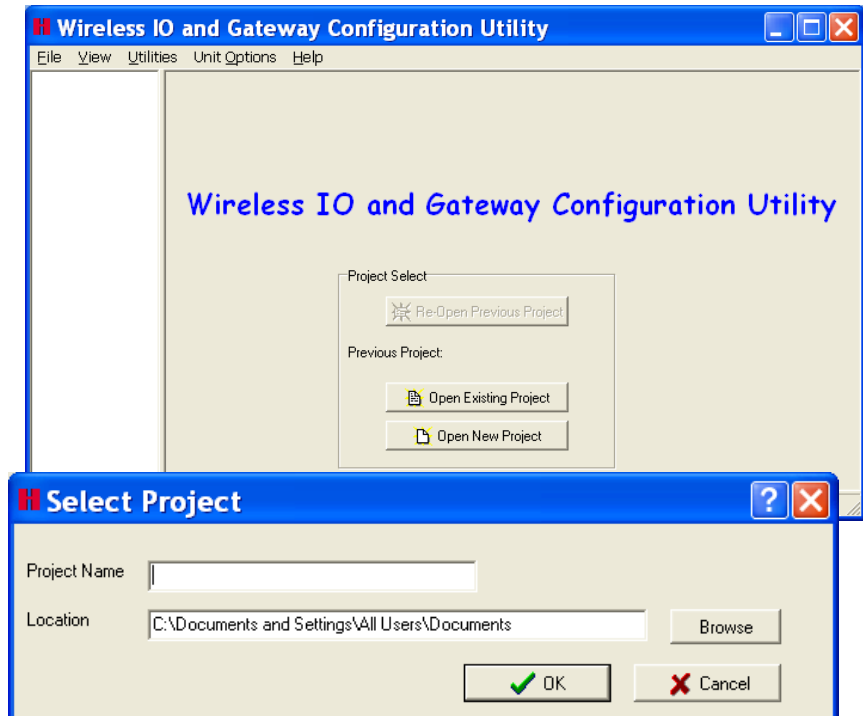 Wireless IO and Gateway Configuration Utility
File View Utilities Unit Options Help
Wireless IO and Gateway Configuration Utility
Project Select
Re-Open Previous Project
Previous Project:
Open Existing Project
Open New Project
Select Project
Project Name
Location C:\Documents and Settings\All Users\Documents Browse
OK Cancel